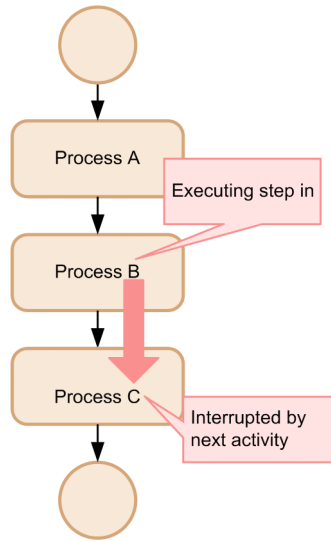 Process A
Executing step in
Process B
Process C
Interrupted by
next activity